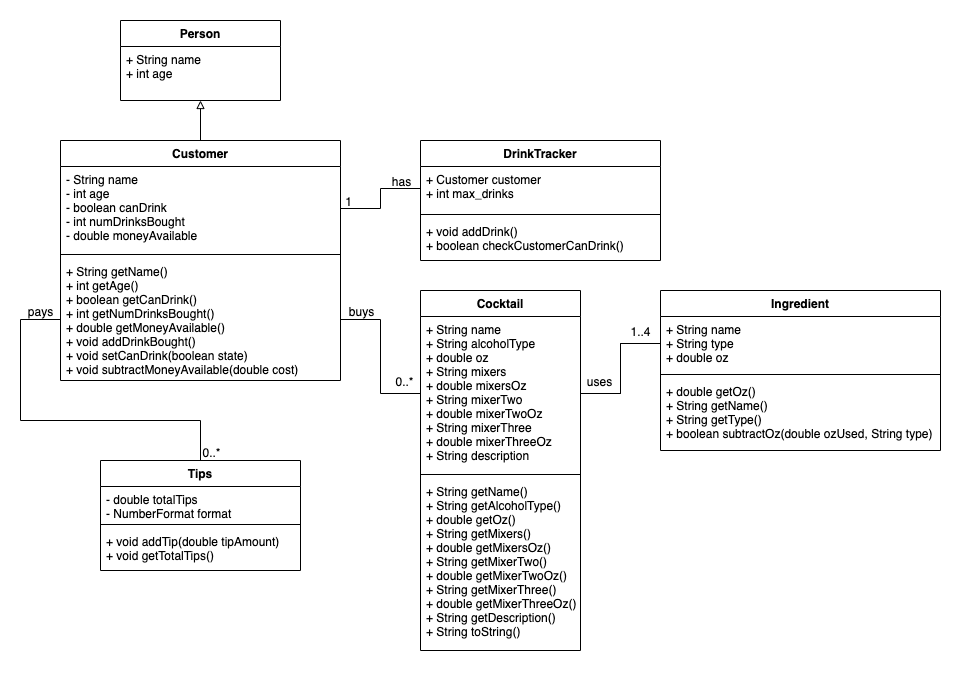 Person
+ String name
+ int age
Customer
- String name
- int age
- boolean canDrink
- int numDrinksBought
- double moneyAvailable
+ String getName()
+ int getAge()
+ boolean getCanDrink()
+ int getNumDrinksBought()
+ double getMoneyAvailable()
+ void addDrinkBought()
+ void setCanDrink(boolean state)
+ void subtractMoneyAvailable(double cost)
1
has
DrinkTracker
+ Customer customer
+ int max_drinks
+ void addDrink()
+ boolean checkCustomerCanDrink()
pays
buys
0..*
Cocktail
+ String name
+ String alcoholType
+ double oz
+ String mixers
+ double mixersOz
+ String mixerTwo
+ double mixerTwoOz
+ String mixerThree
+ double mixerThreeOz
+ String description
+ String getName()
+ String getAlcoholType()
+ double getOz()
+ String getMixers()
+ double getMixersOz()
+ String getMixerTwo()
+ double getMixerTwoOz()
+ String getMixerThree()
+ double getMixerThreeOz()
+ String getDescription()
+ String toString()
uses
1..4
Ingredient
+ String name
+ String type
+ double oz
+ double getOz()
+ String getName()
+ String getType()
+ boolean subtractOz(double ozUsed, String type)
0..*
Tips
- double totalTips
- NumberFormat format
+ void addTip(double tipAmount)
+ void getTotalTips()